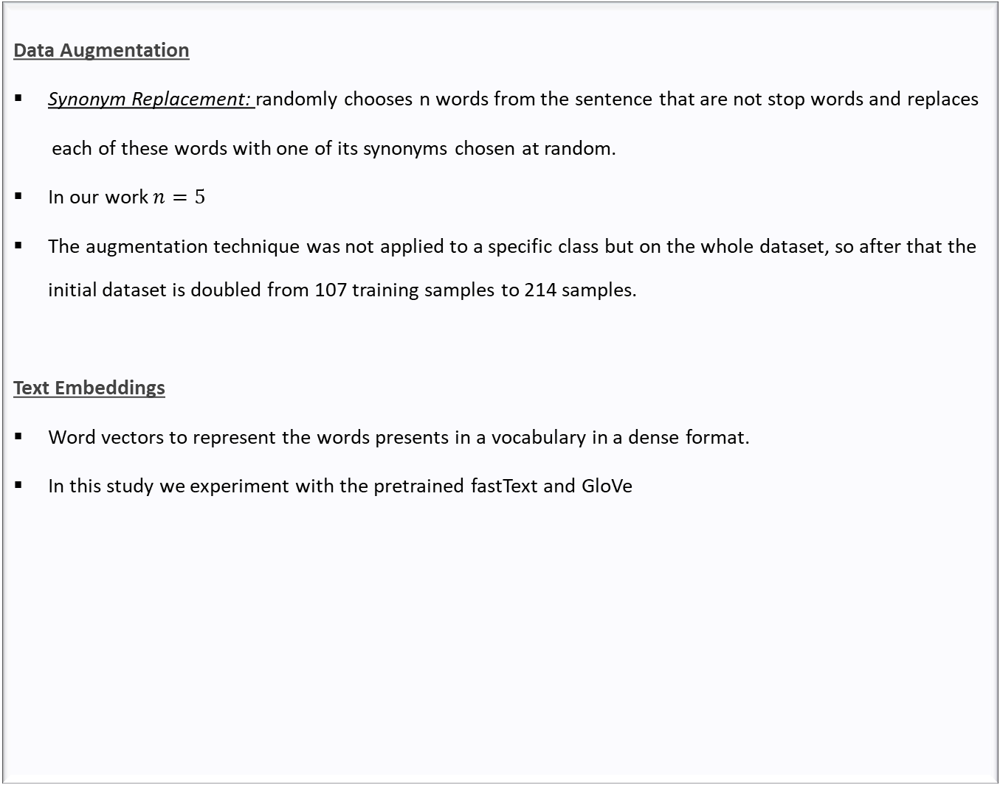 Data Augmentation
▪ Synonym Replacement: randomly chooses n words from the sentence that are not stop words and replaces
each of these words with one of its synonyms chosen at random.
▪ In our work n = 5
▪ The augmentation technique was not applied to a specific class but on the whole dataset, so after that the
initial dataset is doubled from 107 training samples to 214 samples.
Text Embeddings
▪ Word vectors to represent the words presents in a vocabulary in a dense format.
▪ In this study we experiment with the pretrained fastText and GloVe